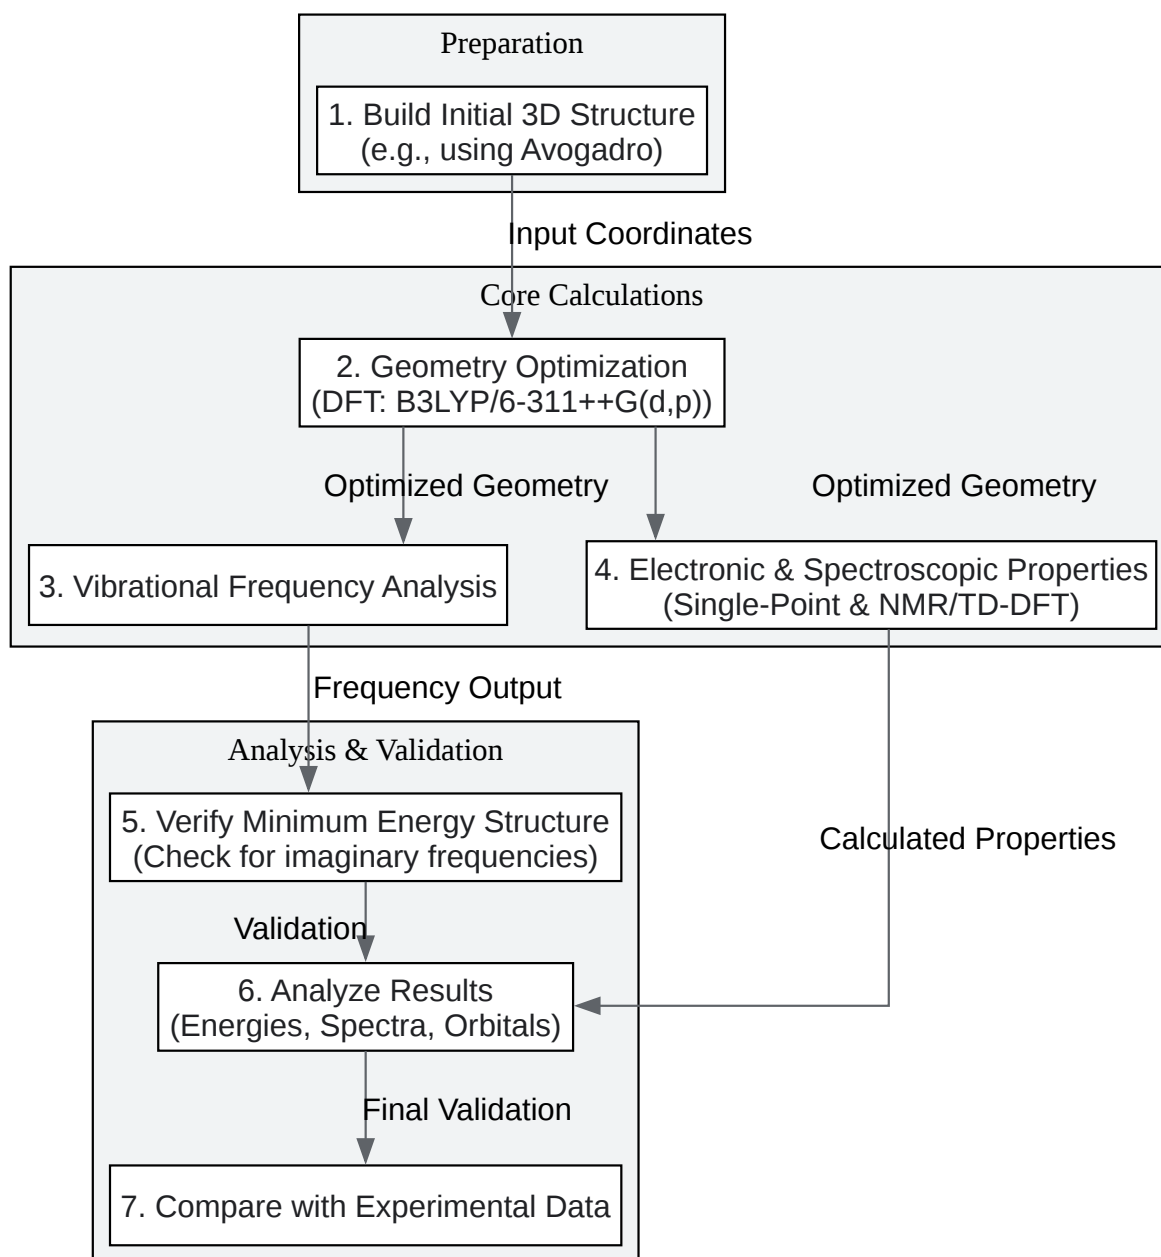 Preparation
1. Build Initial 3D Structure
(e.g., using Avogadro)
Input Coordinates
Core Calculations
2. Geometry Optimization
(DFT: B3LYP/6-311++G(d,p))
Optimized Geometry
Optimized Geometry
3. Vibrational Frequency Analysis
4. Electronic & Spectroscopic Properties
(Single-Point & NMR/TD-DFT)
Frequency Output
Analysis & Validation
5. Verify Minimum Energy Structure
(Check for imaginary frequencies)
Calculated Properties
Validation
6. Analyze Results
(Energies, Spectra, Orbitals)
Final Validation
7. Compare with Experimental Data